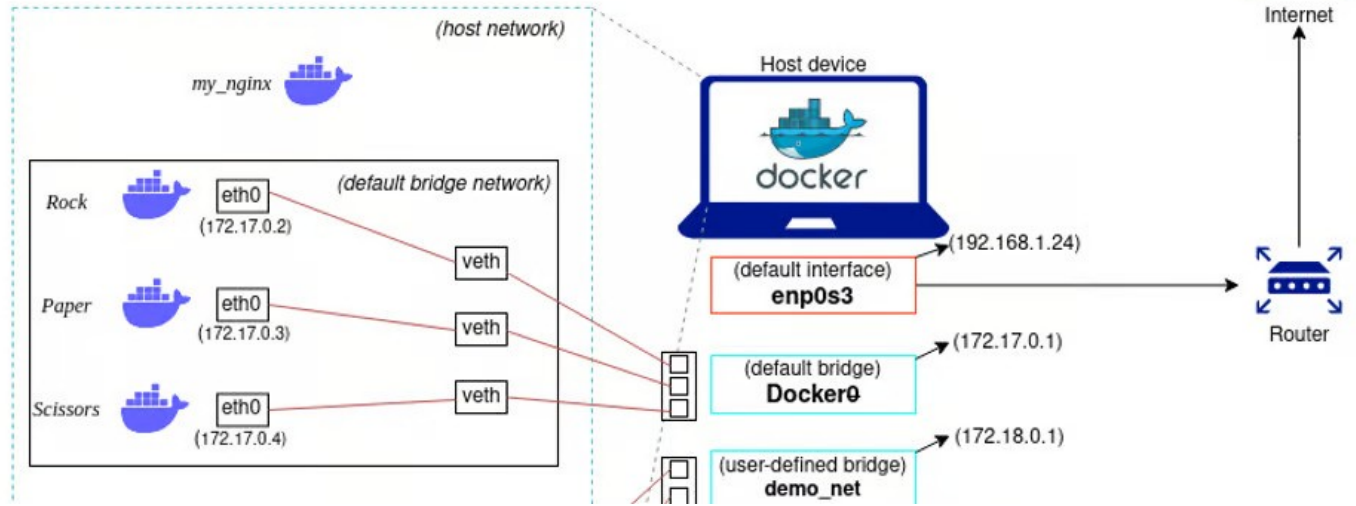 (host network)
my_nginx
(default bridge network)
Rock
eth0
(172.17.0.2)
veth
Paper
eth0
(172.17.0.3)
veth
Scissors
eth0
(172.17.0.4)
veth
Host device
docker
(192.168.1.24)
(default interface)
enp0s3
(172.17.0.1)
(default bridge)
Docker0
(172.18.0.1)
(user-defined bridge)
demo_net
Internet
Router